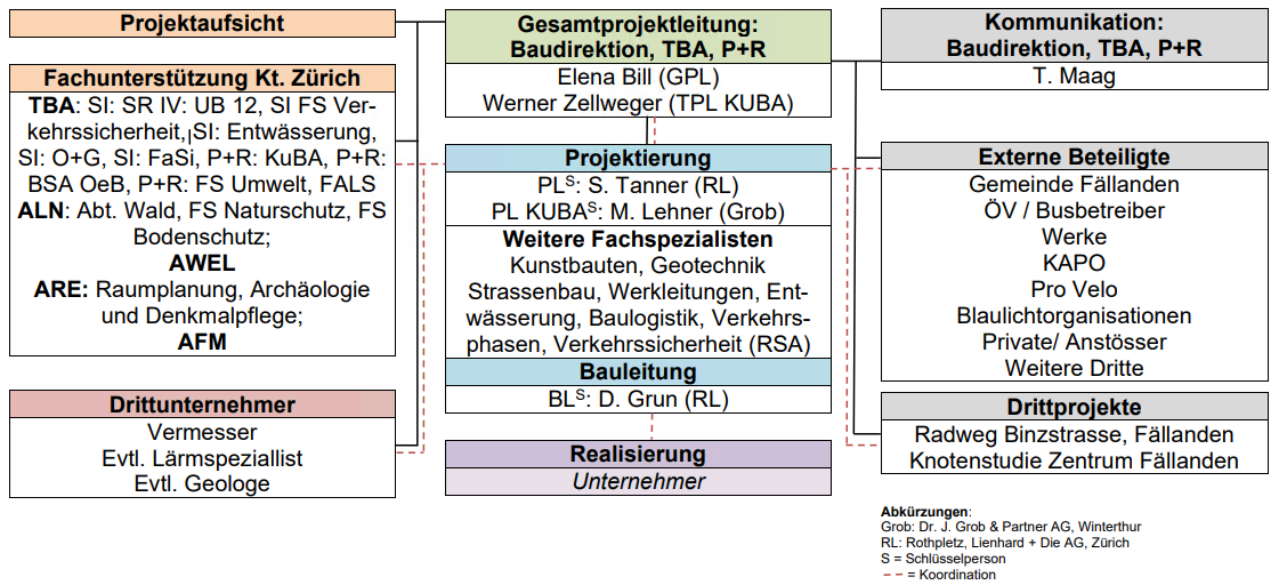 Projektaufsicht
Fachunterstützung Kt. Zürich
TBA: SI: SR IV: UB 12, SI FS Ver-
kehrssicherheit, SI: Entwässerung,
SI: O+G, SI: FaSi, P+R: KuBA, P+R:
BSA OeB, P+R: FS Umwelt, FALS
ALN: Abt. Wald, FS Naturschutz, FS
Bodenschutz;
AWEL
ARE: Raumplanung, Archäologie
und Denkmalpflege;
AFM
Drittunternehmer
Vermesser
Evtl. Lärmspeziallist
Evtl. Geologe
Gesamtprojektleitung:
Baudirektion, TBA, P+R
Elena Bill (GPL)
Werner Zellweger (TPL KUBA)
Projektierung
PLS: S. Tanner (RL)
PL KUBAS: M. Lehner (Grob)
Weitere Fachspezialisten
Kunstbauten, Geotechnik
Strassenbau, Werkleitungen, Ent-
wässerung, Baulogistik, Verkehrs-
phasen, Verkehrssicherheit (RSA)
Bauleitung
BLS: D. Grun (RL)
Realisierung
Unternehmer
Kommunikation:
Baudirektion, TBA, P+R
T. Maag
Externe Beteiligte
Gemeinde Fällanden
ÖV / Busbetreiber
Werke
KAPO
Pro Velo
Blaulichtorganisationen
Private/ Anstösser
Weitere Dritte
Drittprojekte
Radweg Binzstrasse, Fällanden
Knotenstudie Zentrum Fällanden
Abkürzungen:
Grob: Dr. J. Grob & Partner AG, Winterthur
RL: Rothpletz, Lienhard + Die AG, Zürich
S = Schlüsselperson
--- = Koordination